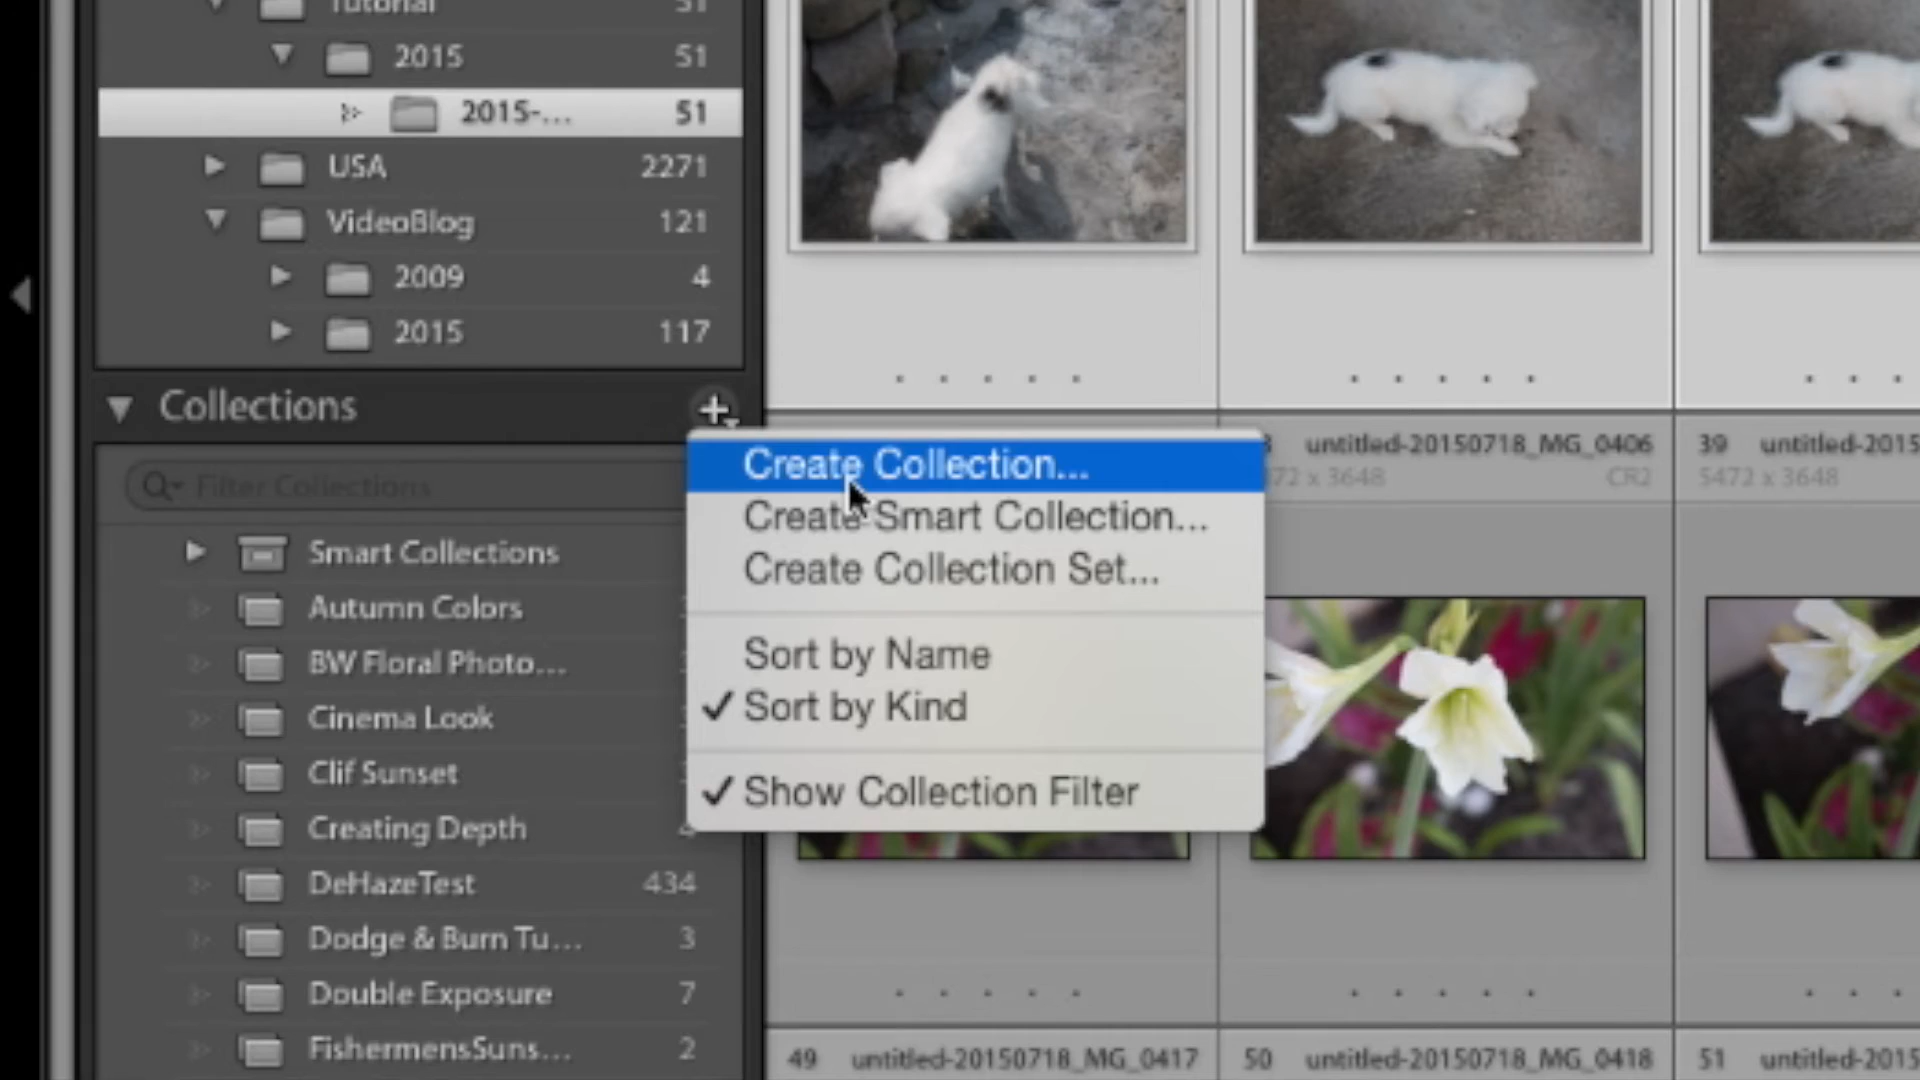 Tutorial 51
2015 51
2015-... 51
USA 2271
VideoBlog 121
2009 4
2015 117
Collections
Filter Collections
Smart Collections
Autumn Colors
BW Floral Photo...
Cinema Look
Clif Sunset
Creating Depth
DeHazeTest 434
Dodge & Burn Tu... 3
Double Exposure 7
FishermensSuns... 2
Create Collection...
Create Smart Collection...
Create Collection Set...
Sort by Name
✓ Sort by Kind
✓ Show Collection Filter
untitled-20150718_MG_0406
72 x 3648 CR2
39 untitled-2015
5472 x 3648
49 untitled-20150718_MG_0417
50 untitled-20150718_MG_0418
51 untitled-2015